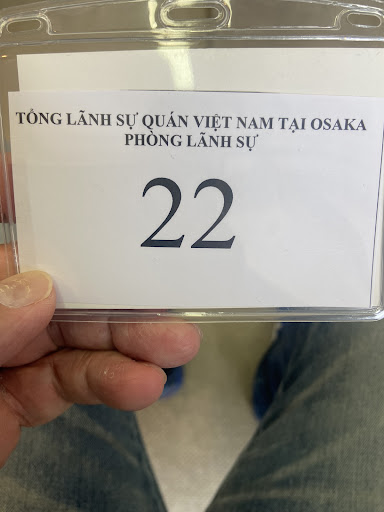 TỔNG LÃNH SỰ QUÁN VIỆT NAM TẠI OSAKA
PHÒNG LÃNH SỰ
22